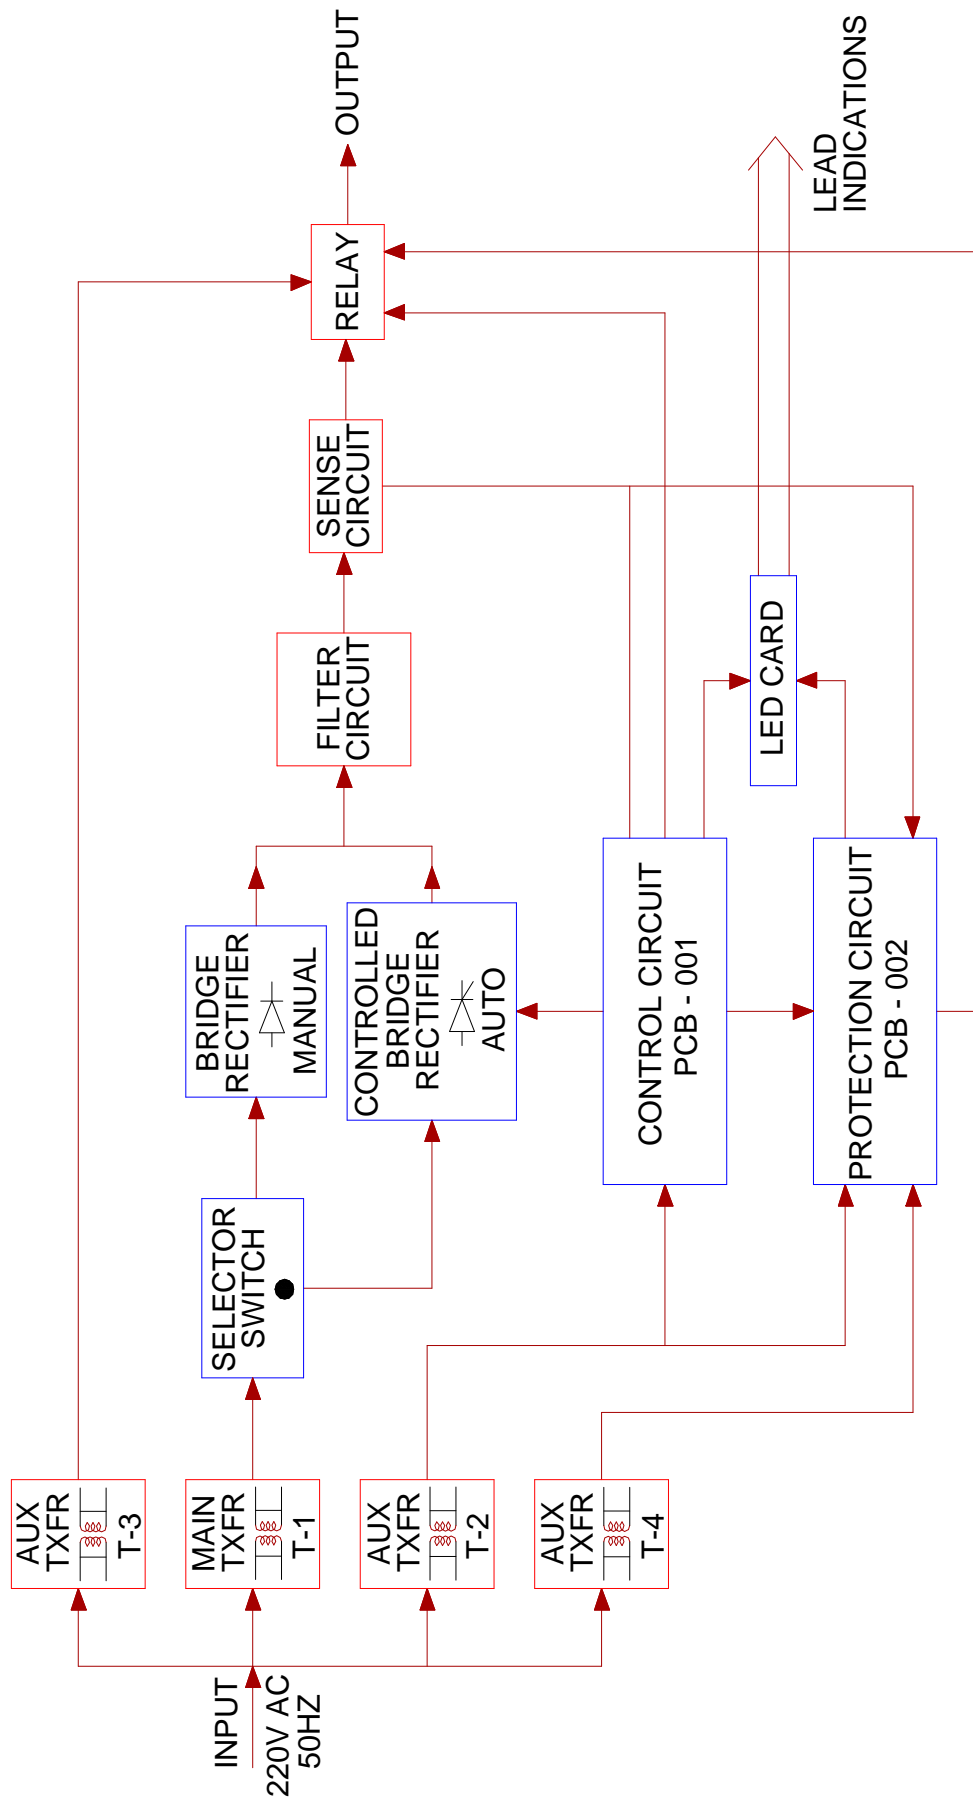 INPUT
220V AC
50HZ
AUX
TXFR
T-3
MAIN
TXFR
T-1
AUX
TXFR
T-2
AUX
TXFR
T-4
SELECTOR
SWITCH
BRIDGE
RECTIFIER
MANUAL
CONTROLLED
BRIDGE
RECTIFIER
AUTO
CONTROL CIRCUIT
PCB - 001
PROTECTION CIRCUIT
PCB - 002
FILTER
CIRCUIT
SENSE
CIRCUIT
RELAY
OUTPUT
LED CARD
LEAD
INDICATIONS